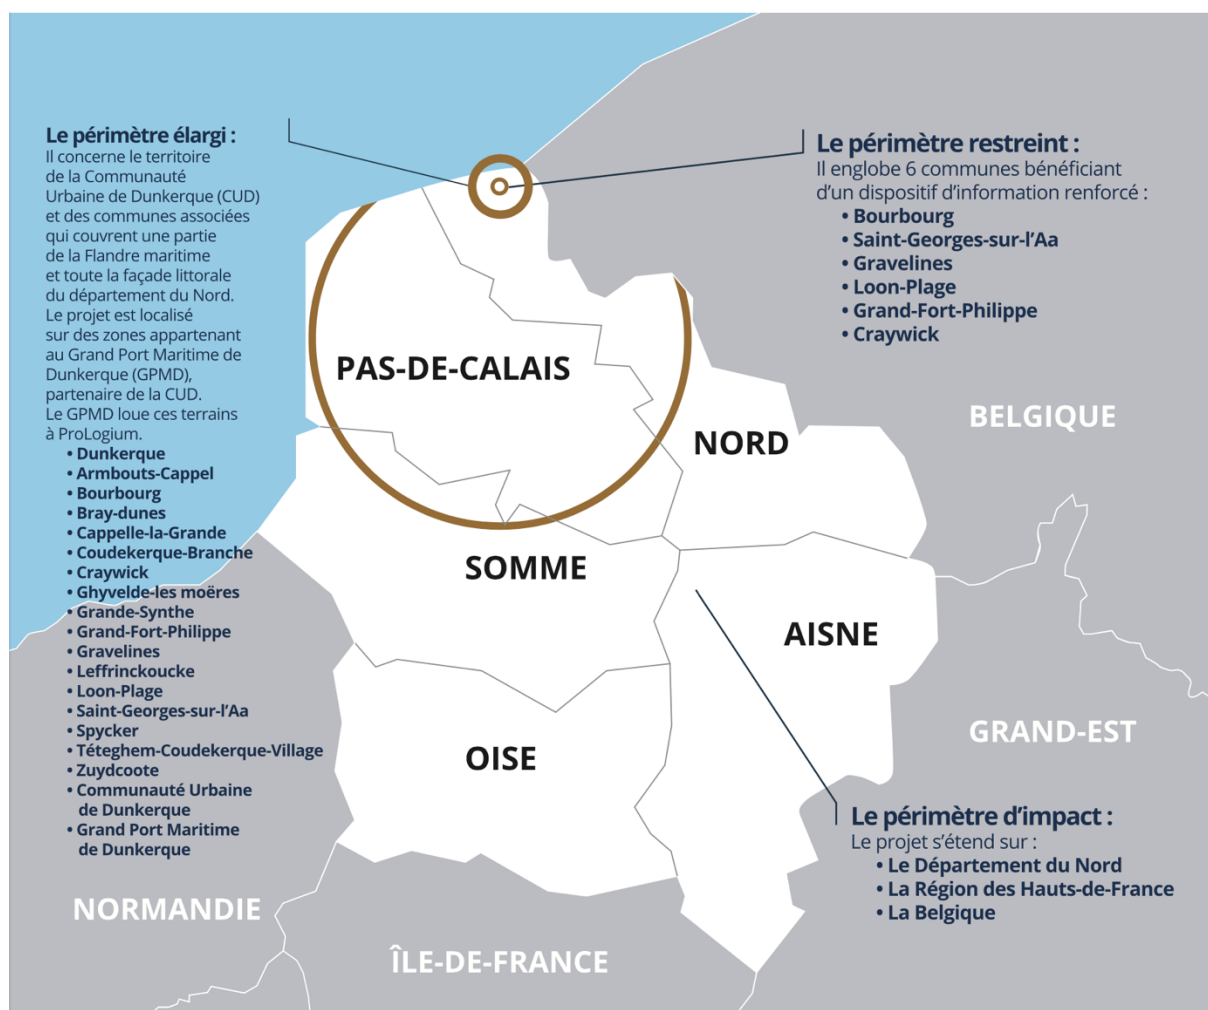 Le périmètre élargi :
Il concerne le territoire
de la Communauté
Urbaine de Dunkerque (CUD)
et des communes associées
qui couvrent une partie
de la Flandre maritime
et toute la façade littorale
du département du Nord.
Le projet est localisé
sur des zones appartenant
au Grand Port Maritime de
Dunkerque (GPMD),
partenaire de la CUD.
Le GPMD loue ces terrains
à ProLogium.
• Dunkerque
• Armbouts-Cappel
• Bourbourg
• Bray-dunes
• Cappelle-la-Grande
• Coudekerque-Branche
• Craywick
• Ghyvelde-les moëres
• Grande-Synthe
• Grand-Fort-Philippe
• Gravelines
• Leffrinckoucke
• Loon-Plage
• Saint-Georges-sur-l’Aa
• Spycker
• Téteghem-Coudekerque-Village
• Zuydcoote
• Communauté Urbaine
de Dunkerque
• Grand Port Maritime
de Dunkerque
Le périmètre restreint :
Il englobe 6 communes bénéficiant
d’un dispositif d’information renforcé :
• Bourbourg
• Saint-Georges-sur-l’Aa
• Gravelines
• Loon-Plage
• Grand-Fort-Philippe
• Craywick
PAS-DE-CALAIS
NORD
BELGIQUE
SOMME
AISNE
OISE
GRAND-EST
Le périmètre d’impact :
Le projet s’étend sur :
• Le Département du Nord
• La Région des Hauts-de-France
• La Belgique
NORMANDIE
ÎLE-DE-FRANCE